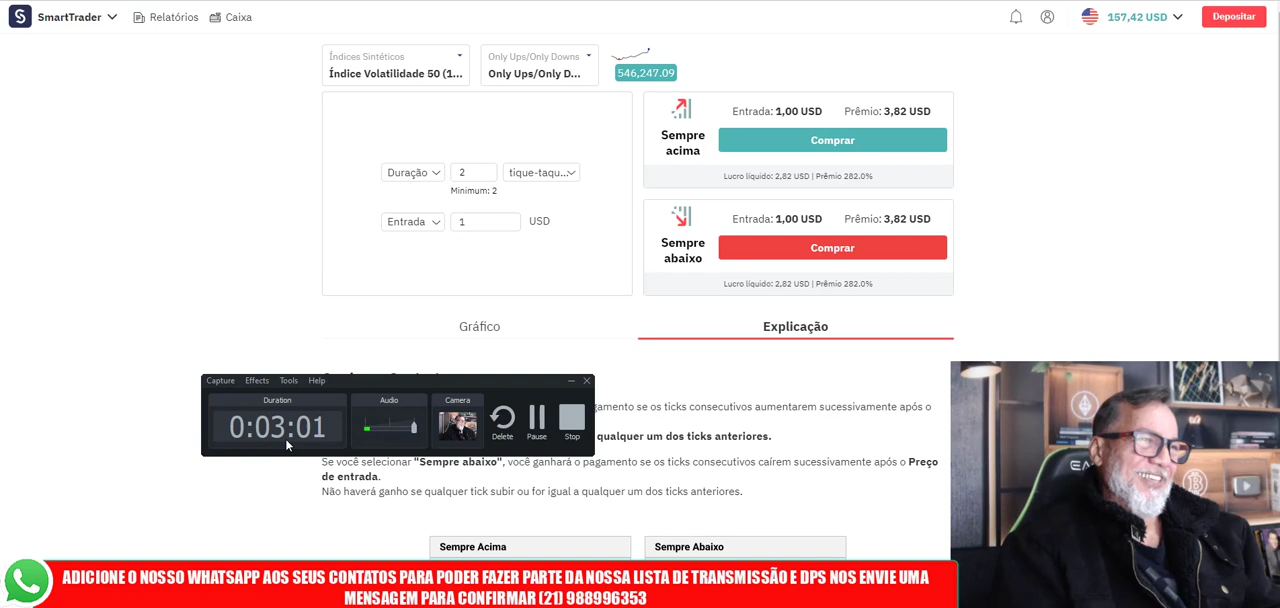 SmartTrader
Relatórios
Caixa
157,42 USD
Depositar
Índices Sintéticos
Índice Volatilidade 50 (1...
Only Ups/Only Downs
Only Ups/Only D...
546,247.09
Duração
2
tique-taqu...
Minimum: 2
Entrada
1
USD
Sempre acima
Entrada: 1,00 USD
Prêmio: 3,82 USD
Comprar
Lucro líquido: 2,82 USD | Prêmio 282.0%
Sempre abaixo
Entrada: 1,00 USD
Prêmio: 3,82 USD
Comprar
Lucro líquido: 2,82 USD | Prêmio 282.0%
Gráfico
Explicação
Capture
Effects
Tools
Help
Duration
Audio
Camera
0:03:01
Delete
Pause
Stop
gamento se os ticks consecutivos aumentarem sucessivamente após o
qualquer um dos ticks anteriores.
Se você selecionar "Sempre abaixo", você ganhará o pagamento se os ticks consecutivos caírem sucessivamente após o Preço
de entrada.
Não haverá ganho se qualquer tick subir ou for igual a qualquer um dos ticks anteriores.
Sempre Acima
Sempre Abaixo
ADICIONE O NOSSO WHATSAPP AOS SEUS CONTATOS PARA PODER FAZER PARTE DA NOSSA LISTA DE TRANSMISSÃO E DPS NOS ENVIE UMA
MENSAGEM PARA CONFIRMAR (21) 988996353